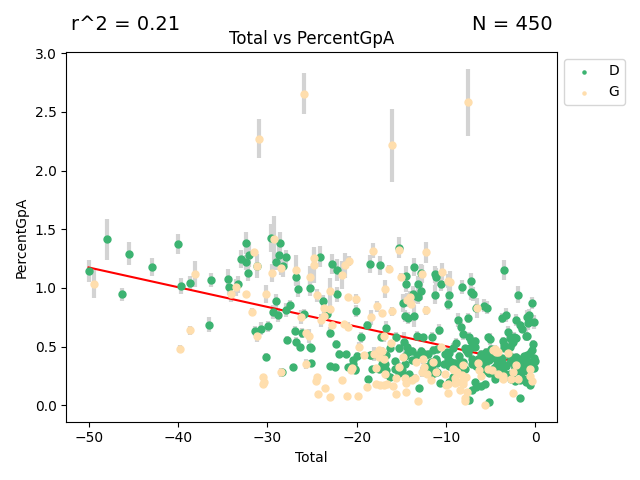 r^2 = 0.21 N = 450
Total vs PercentGpA
D
G
3.0
2.5
2.0
1.5
1.0
0.5
0.0
PercentGpA
−50 −40 −30 −20 −10 0
Total